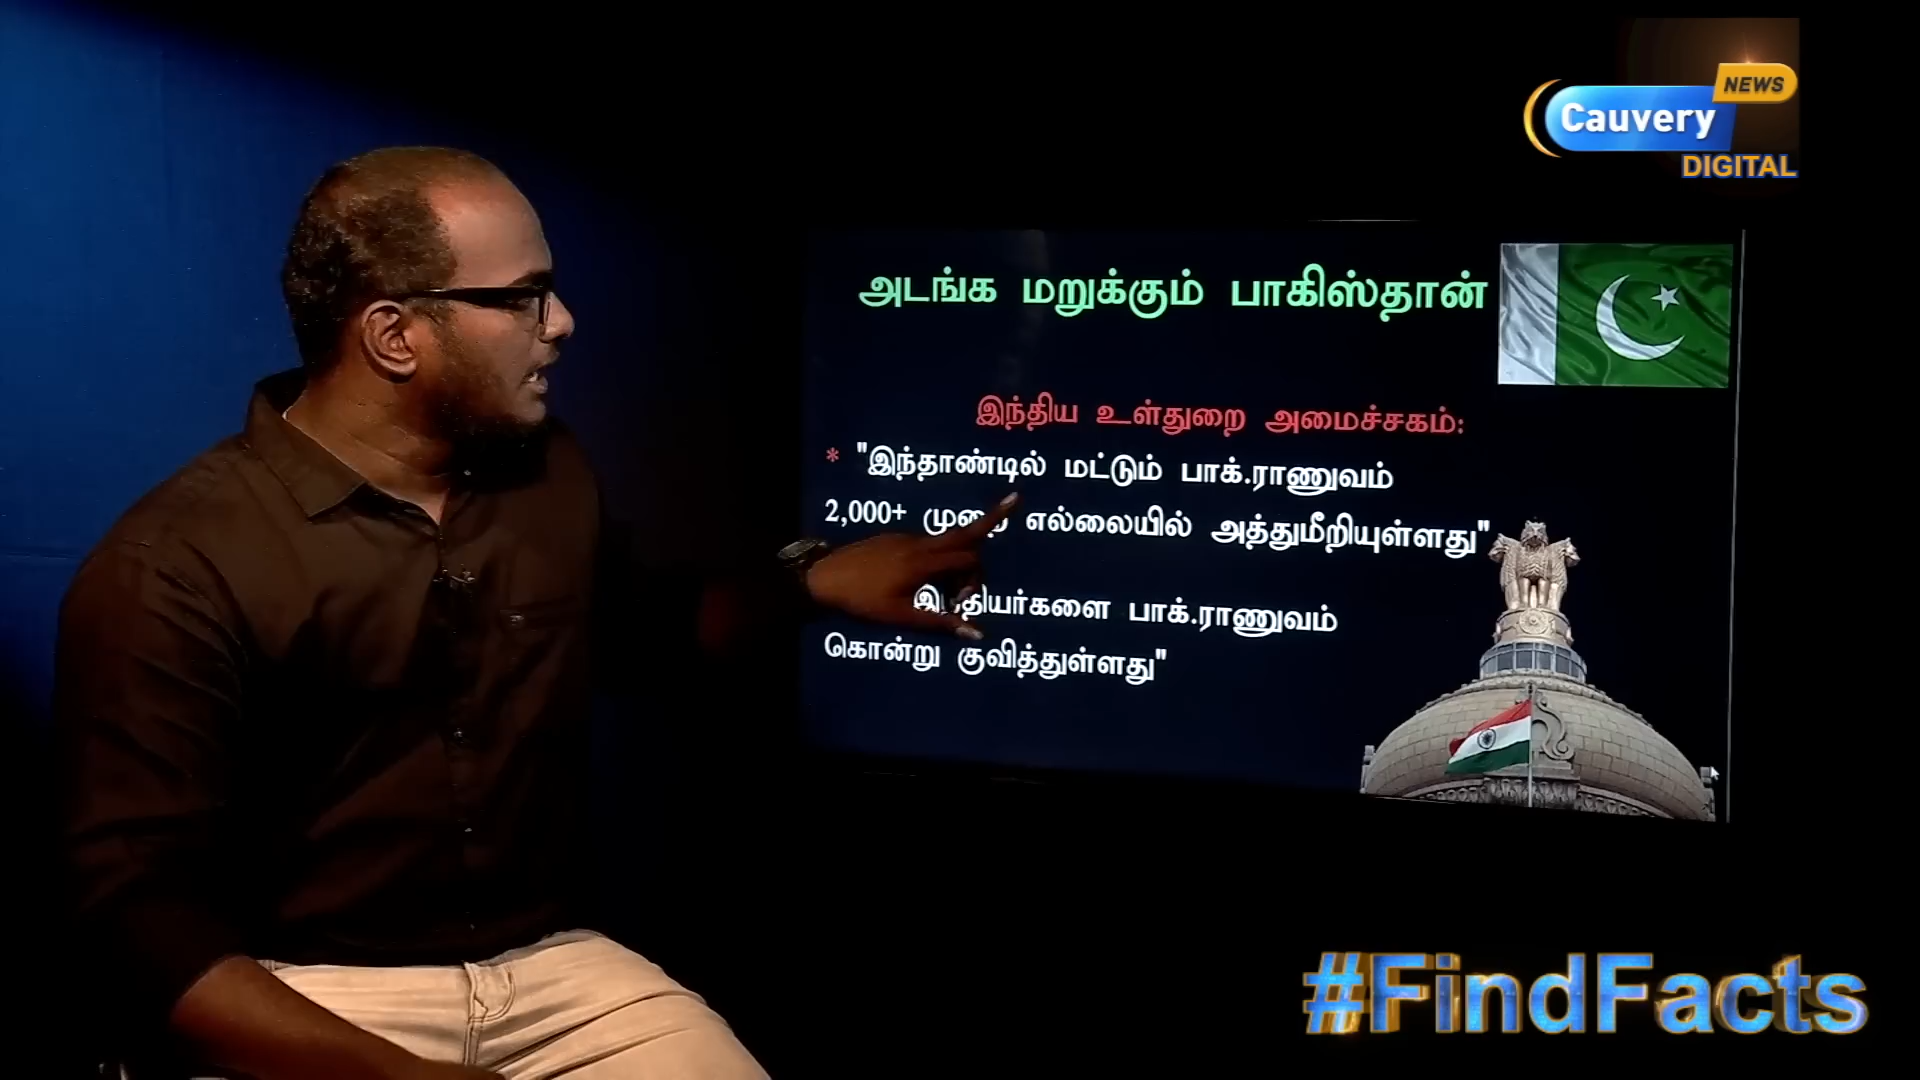 NEWS
Cauvery
DIGITAL
அடங்க மறுக்கும் பாகிஸ்தான்
இந்திய உள்துறை அமைச்சகம்:
* "இந்தாண்டில் மட்டும் பாக்.ராணுவம்
2,000+ முறை எல்லையில் அத்துமீறியுள்ளது"
பாக்.ராணுவம்
கொன்று குவித்துள்ளது"
#FindFacts